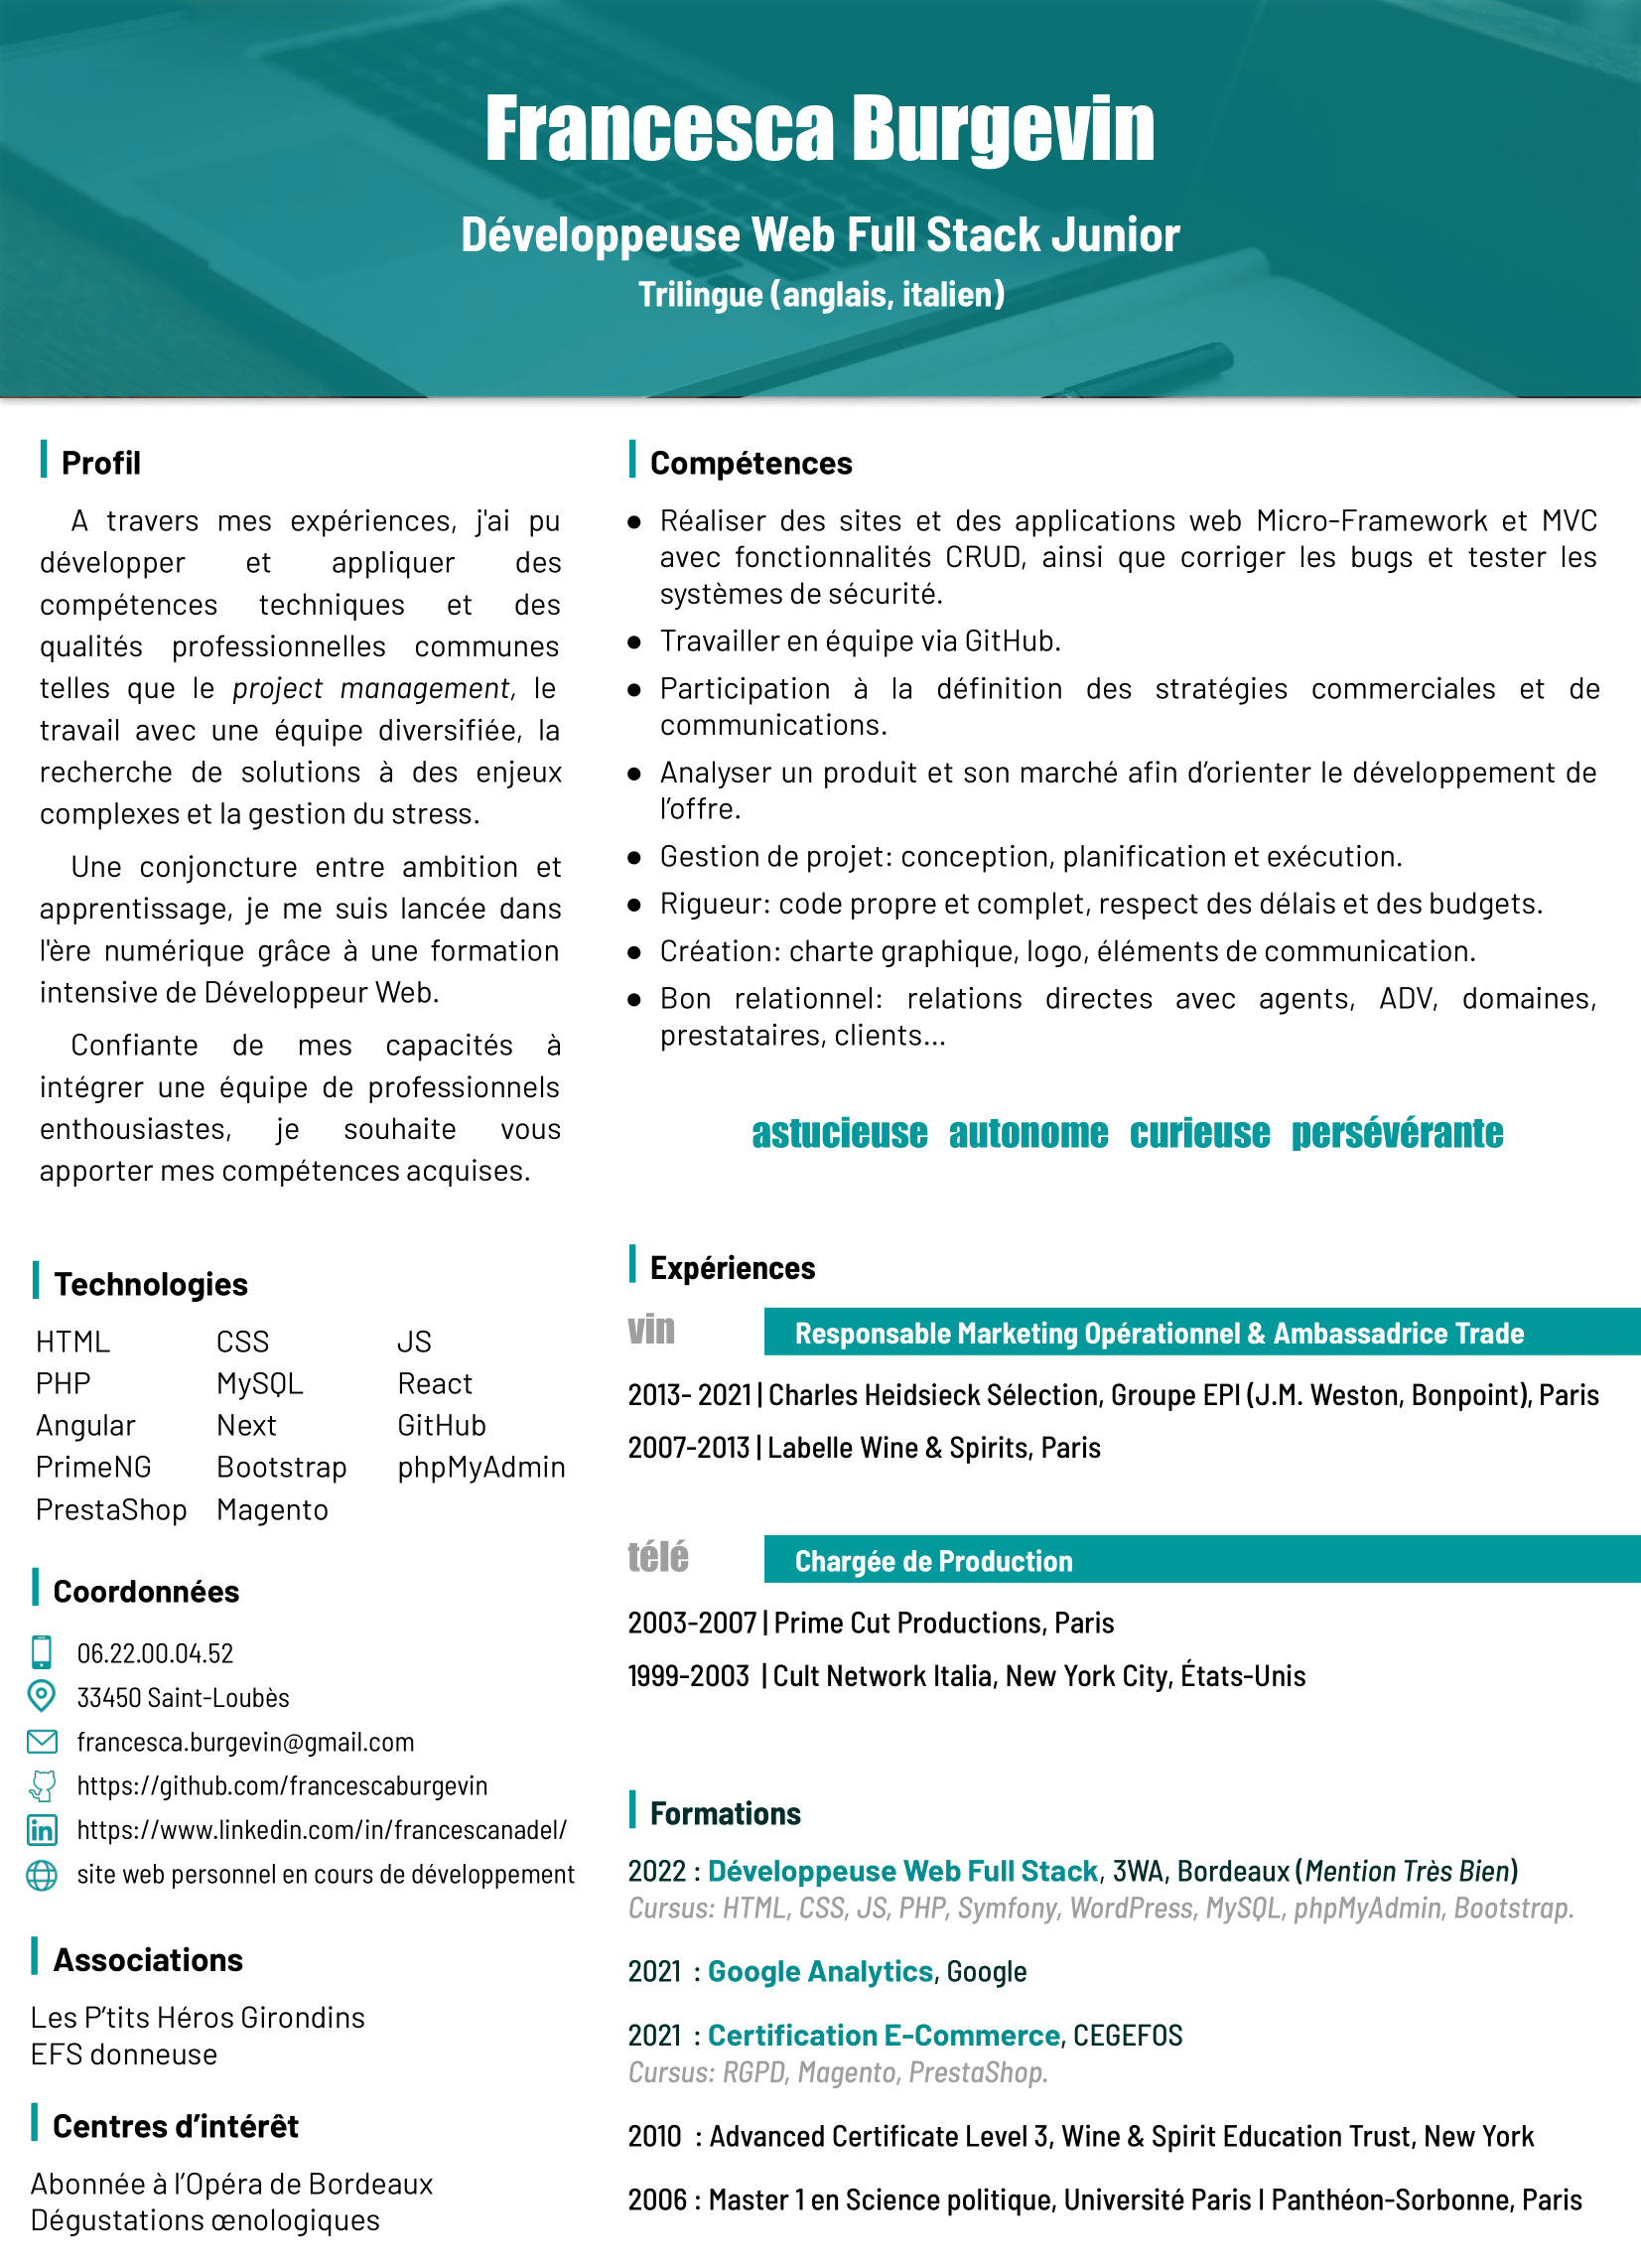 Francesca Burgevin
Développeuse Web Full Stack Junior
Trilingue (anglais, italien)
Profil
A travers mes expériences, j'ai pu
développer et appliquer des
compétences techniques et des
qualités professionnelles communes
telles que le project management, le
travail avec une équipe diversifiée, la
recherche de solutions à des enjeux
complexes et la gestion du stress.
Une conjoncture entre ambition et
apprentissage, je me suis lancée dans
l'ère numérique grâce à une formation
intensive de Développeur Web.
Confiante de mes capacités à
intégrer une équipe de professionnels
enthousiastes, je souhaite vous
apporter mes compétences acquises.
Technologies
HTML CSS JS
PHP MySQL React
Angular Next GitHub
PrimeNG Bootstrap phpMyAdmin
PrestaShop Magento
Coordonnées
06.22.00.04.52
33450 Saint-Loubès
francesca.burgevin@gmail.com
https://github.com/francescaburgevin
https://www.linkedin.com/in/francescanadel/
site web personnel en cours de développement
Associations
Les P’tits Héros Girondins
EFS donneuse
Centres d’intérêt
Abonnée à l’Opéra de Bordeaux
Dégustations œnologiques
Compétences
● Réaliser des sites et des applications web Micro-Framework et MVC
avec fonctionnalités CRUD, ainsi que corriger les bugs et tester les
systèmes de sécurité.
● Travailler en équipe via GitHub.
● Participation à la définition des stratégies commerciales et de
communications.
● Analyser un produit et son marché afin d’orienter le développement de
l’offre.
● Gestion de projet: conception, planification et exécution.
● Rigueur: code propre et complet, respect des délais et des budgets.
● Création: charte graphique, logo, éléments de communication.
● Bon relationnel: relations directes avec agents, ADV, domaines,
prestataires, clients...
astucieuse autonome curieuse persévérante
Expériences
vin Responsable Marketing Opérationnel & Ambassadrice Trade
2013- 2021 | Charles Heidsieck Sélection, Groupe EPI (J.M. Weston, Bonpoint), Paris
2007-2013 | Labelle Wine & Spirits, Paris
télé Chargée de Production
2003-2007 | Prime Cut Productions, Paris
1999-2003 | Cult Network Italia, New York City, États-Unis
Formations
2022 : Développeuse Web Full Stack, 3WA, Bordeaux (Mention Très Bien)
Cursus: HTML, CSS, JS, PHP, Symfony, WordPress, MySQL, phpMyAdmin, Bootstrap.
2021 : Google Analytics, Google
2021 : Certification E-Commerce, CEGEFOS
Cursus: RGPD, Magento, PrestaShop.
2010 : Advanced Certificate Level 3, Wine & Spirit Education Trust, New York
2006 : Master 1 en Science politique, Université Paris I Panthéon-Sorbonne, Paris